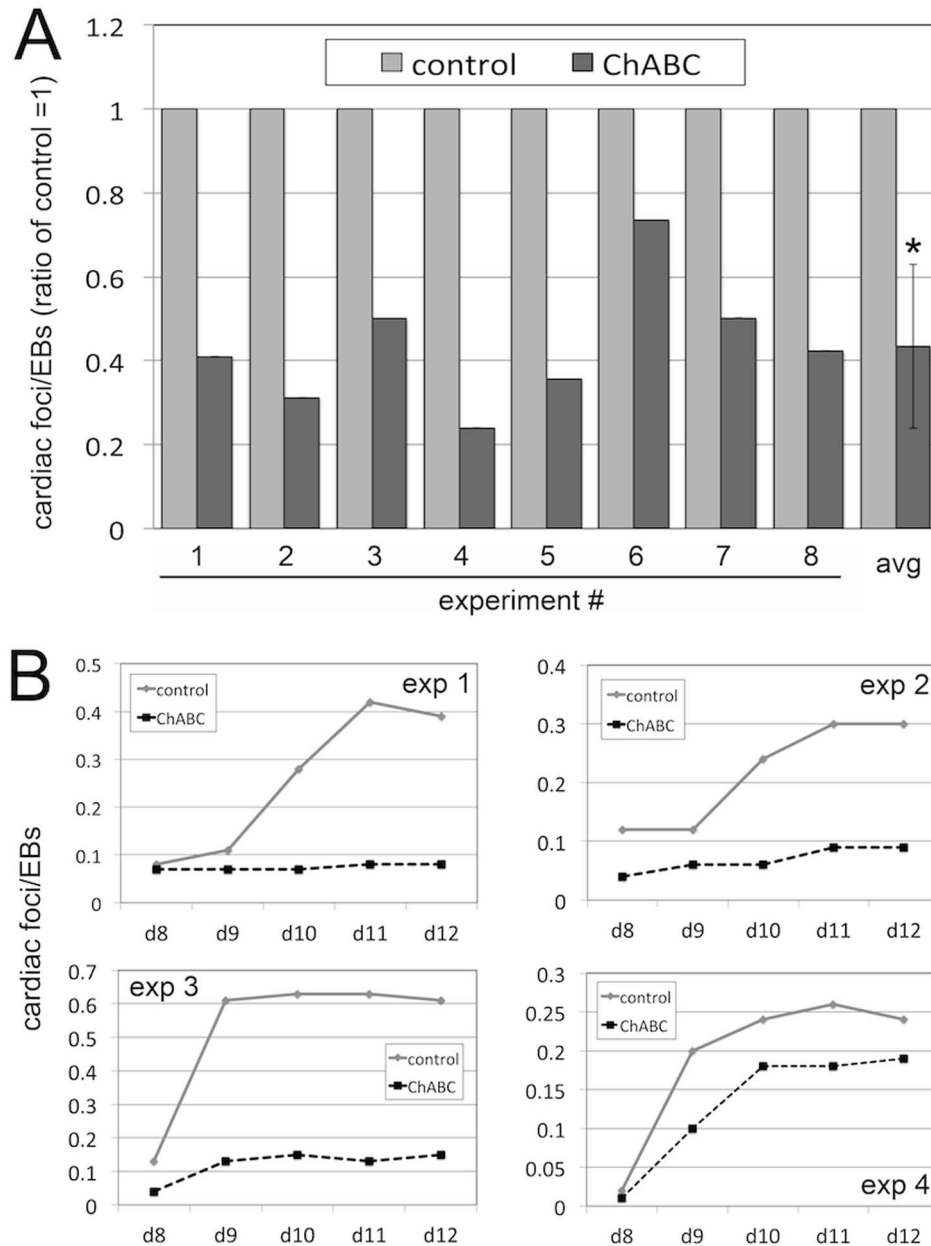 A
cardiac foci/EBs (ratio of control =1)
1.2
1
0.8
0.6
0.4
0.2
0
control ChABC
*
1 2 3 4 5 6 7 8 avg
experiment #
B
cardiac foci/EBs
exp 1
control
ChABC
0.5
0.4
0.3
0.2
0.1
0
d8 d9 d10 d11 d12
exp 2
control
ChABC
0.4
0.3
0.2
0.1
0
d8 d9 d10 d11 d12
exp 3
control
ChABC
0.7
0.6
0.5
0.4
0.3
0.2
0.1
0
d8 d9 d10 d11 d12
control
ChABC
0.3
0.25
0.2
0.15
0.1
0.05
0
exp 4
d8 d9 d10 d11 d12